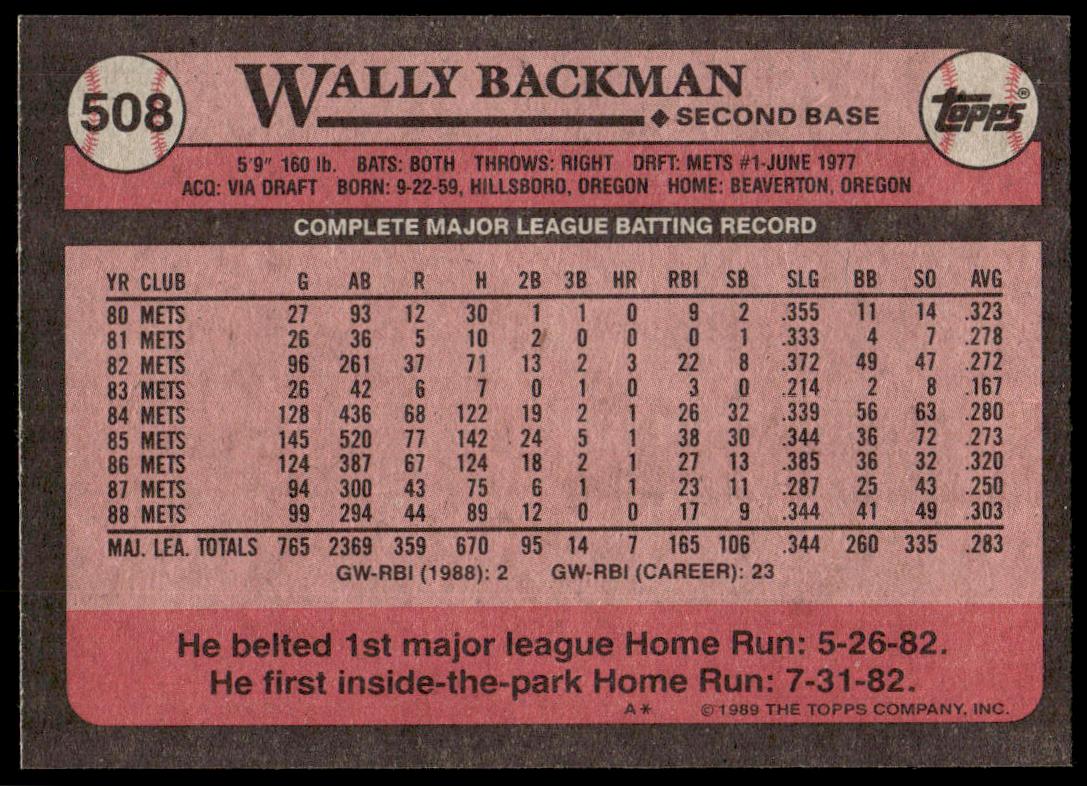 508
WALLY BACKMAN
◆ SECOND BASE
Topps®
5'9" 160 lb. BATS: BOTH THROWS: RIGHT DRFT: METS #1-JUNE 1977
ACQ: VIA DRAFT BORN: 9-22-59, HILLSBORO, OREGON HOME: BEAVERTON, OREGON
COMPLETE MAJOR LEAGUE BATTING RECORD
YR CLUB G AB R H 2B 3B HR RBI SB SLG BB SO AVG
80 METS 27 93 12 30 1 1 0 9 2 .355 11 14 .323
81 METS 26 36 5 10 2 0 0 0 1 .333 4 7 .278
82 METS 96 261 37 71 13 2 3 22 8 .372 49 47 .272
83 METS 26 42 6 7 0 1 0 3 0 .214 2 8 .167
84 METS 128 436 68 122 19 2 1 26 32 .339 56 63 .280
85 METS 145 520 77 142 24 5 1 38 30 .344 36 72 .273
86 METS 124 387 67 124 18 2 1 27 13 .385 36 32 .320
87 METS 94 300 43 75 6 1 1 23 11 .287 25 43 .250
88 METS 99 294 44 89 12 0 0 17 9 .344 41 49 .303
MAJ. LEA. TOTALS 765 2369 359 670 95 14 7 165 106 .344 260 335 .283
GW-RBI (1988): 2 GW-RBI (CAREER): 23
He belted 1st major league Home Run: 5-26-82.
He first inside-the-park Home Run: 7-31-82.
A* ©1989 THE TOPPS COMPANY, INC.